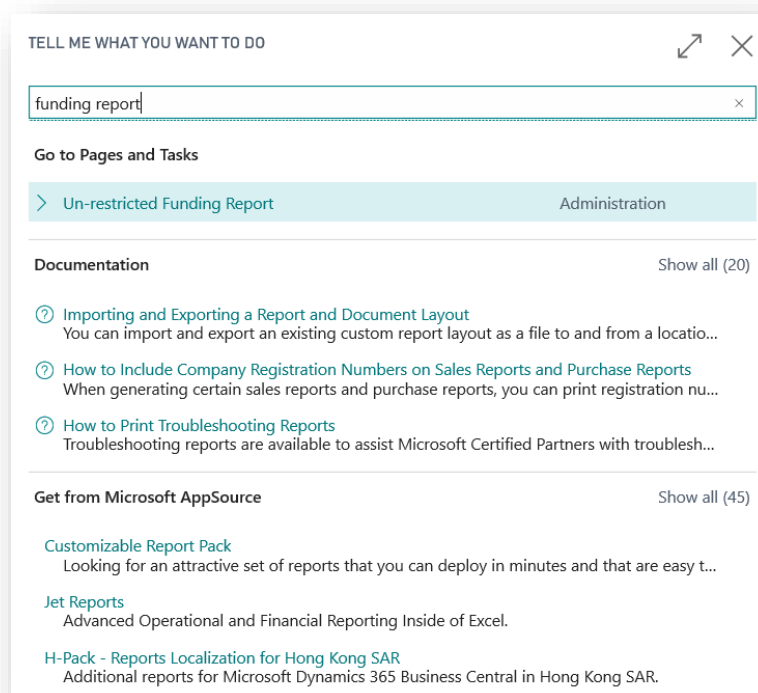 TELL ME WHAT YOU WANT TO DO
funding report
Go to Pages and Tasks
Un-restricted Funding Report Administration
Documentation Show all (20)
Importing and Exporting a Report and Document Layout
You can import and export an existing custom report layout as a file to and from a locatio...
How to Include Company Registration Numbers on Sales Reports and Purchase Reports
When generating certain sales reports and purchase reports, you can print registration nu...
How to Print Troubleshooting Reports
Troubleshooting reports are available to assist Microsoft Certified Partners with troublesh...
Get from Microsoft AppSource Show all (45)
Customizable Report Pack
Looking for an attractive set of reports that you can deploy in minutes and that are easy t...
Jet Reports
Advanced Operational and Financial Reporting Inside of Excel.
H-Pack - Reports Localization for Hong Kong SAR
Additional reports for Microsoft Dynamics 365 Business Central in Hong Kong SAR.